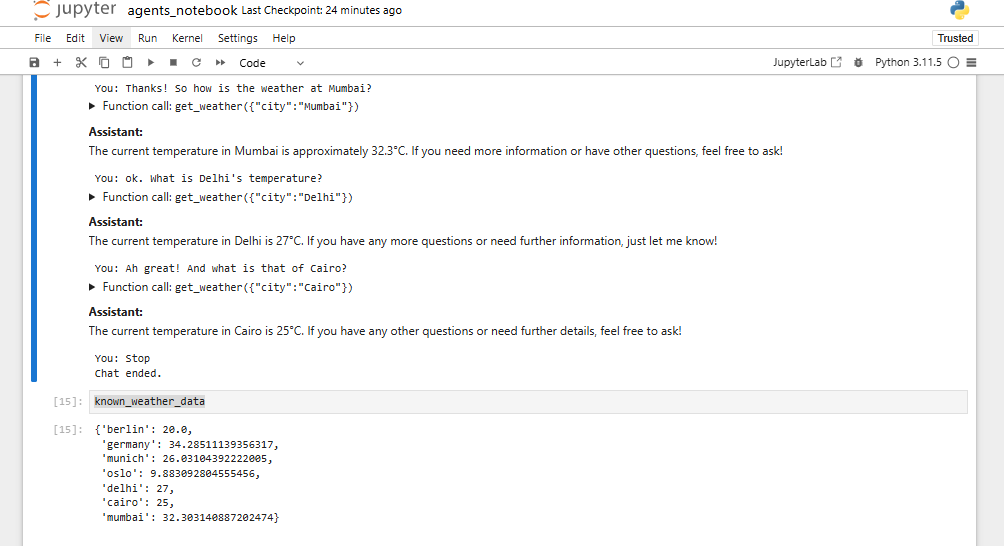 jupyter agents_notebook Last Checkpoint: 24 minutes ago
File Edit View Run Kernel Settings Help Trusted
Code JupyterLab Python 3.11.5
You: Thanks! So how is the weather at Mumbai?
Function call: get_weather({"city":"Mumbai"})
Assistant:
The current temperature in Mumbai is approximately 32.3°C. If you need more information or have other questions, feel free to ask!
You: ok. What is Delhi's temperature?
Function call: get_weather({"city":"Delhi"})
Assistant:
The current temperature in Delhi is 27°C. If you have any more questions or need further information, just let me know!
You: Ah great! And what is that of Cairo?
Function call: get_weather({"city":"Cairo"})
Assistant:
The current temperature in Cairo is 25°C. If you have any other questions or need further details, feel free to ask!
You: Stop
Chat ended.
[15]: known_weather_data
[15]: {'berlin': 20.0,
'germany': 34.28511139356317,
'munich': 26.03104392222005,
'oslo': 9.883092804555456,
'delhi': 27,
'cairo': 25,
'mumbai': 32.303140887202474}